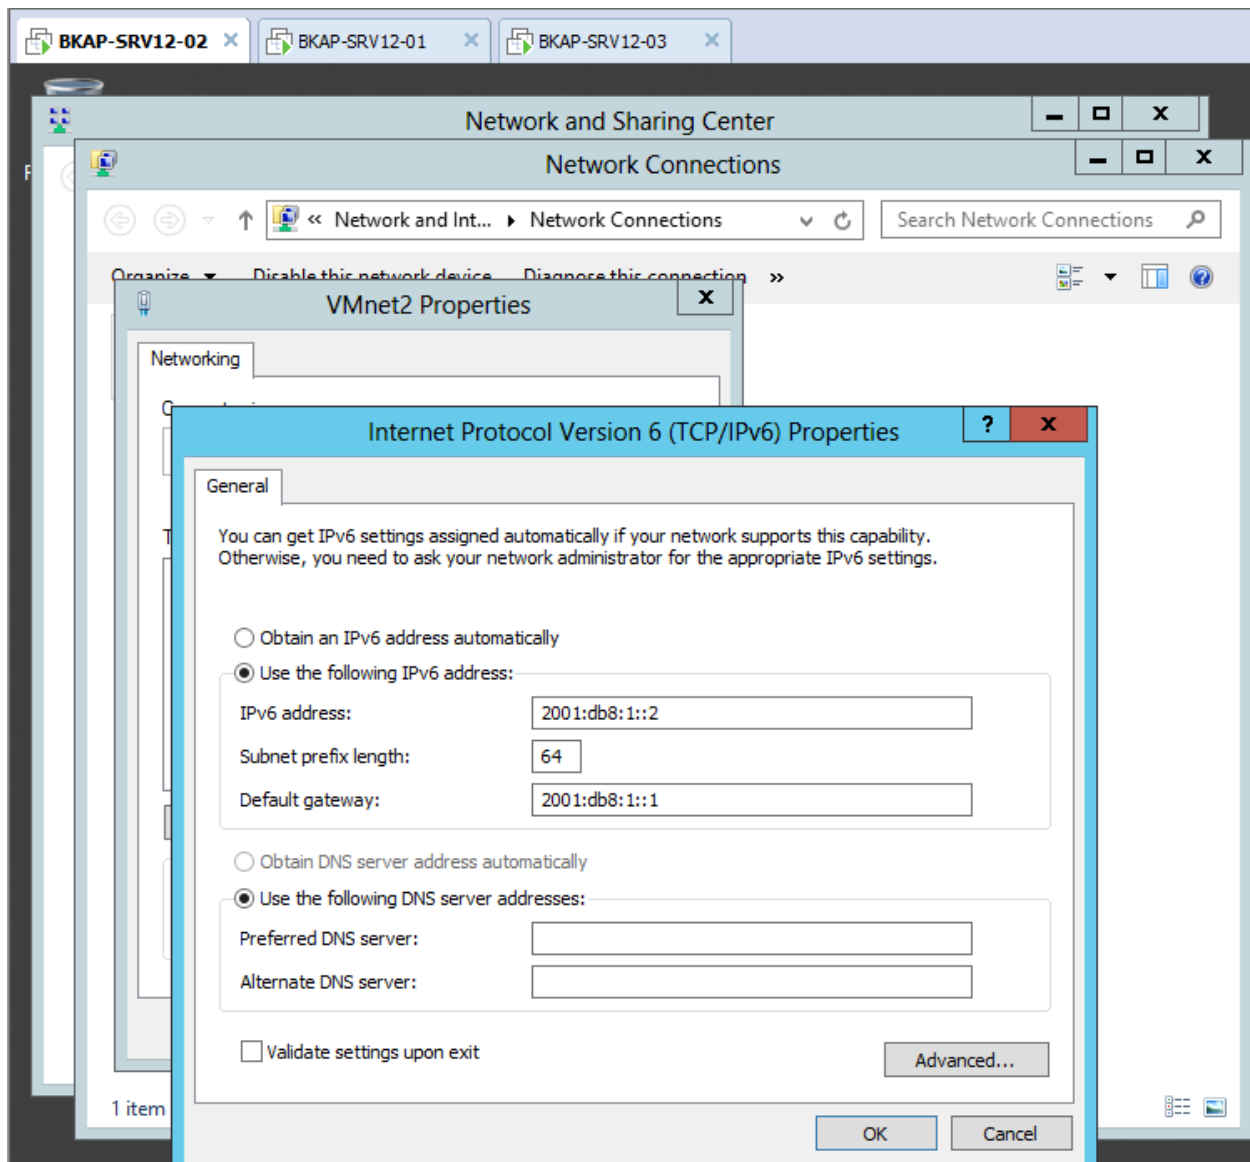 BKAP-SRV12-02
BKAP-SRV12-01
BKAP-SRV12-03
Network and Sharing Center
Network Connections
« Network and Int... Network Connections
Search Network Connections
Organize Disable this network device Diagnose this connection »
VMnet2 Properties
Networking
Internet Protocol Version 6 (TCP/IPv6) Properties
General
You can get IPv6 settings assigned automatically if your network supports this capability.
Otherwise, you need to ask your network administrator for the appropriate IPv6 settings.
Obtain an IPv6 address automatically
Use the following IPv6 address:
IPv6 address: 2001:db8:1::2
Subnet prefix length: 64
Default gateway: 2001:db8:1::1
Obtain DNS server address automatically
Use the following DNS server addresses:
Preferred DNS server:
Alternate DNS server:
Validate settings upon exit
Advanced...
1 item
OK Cancel